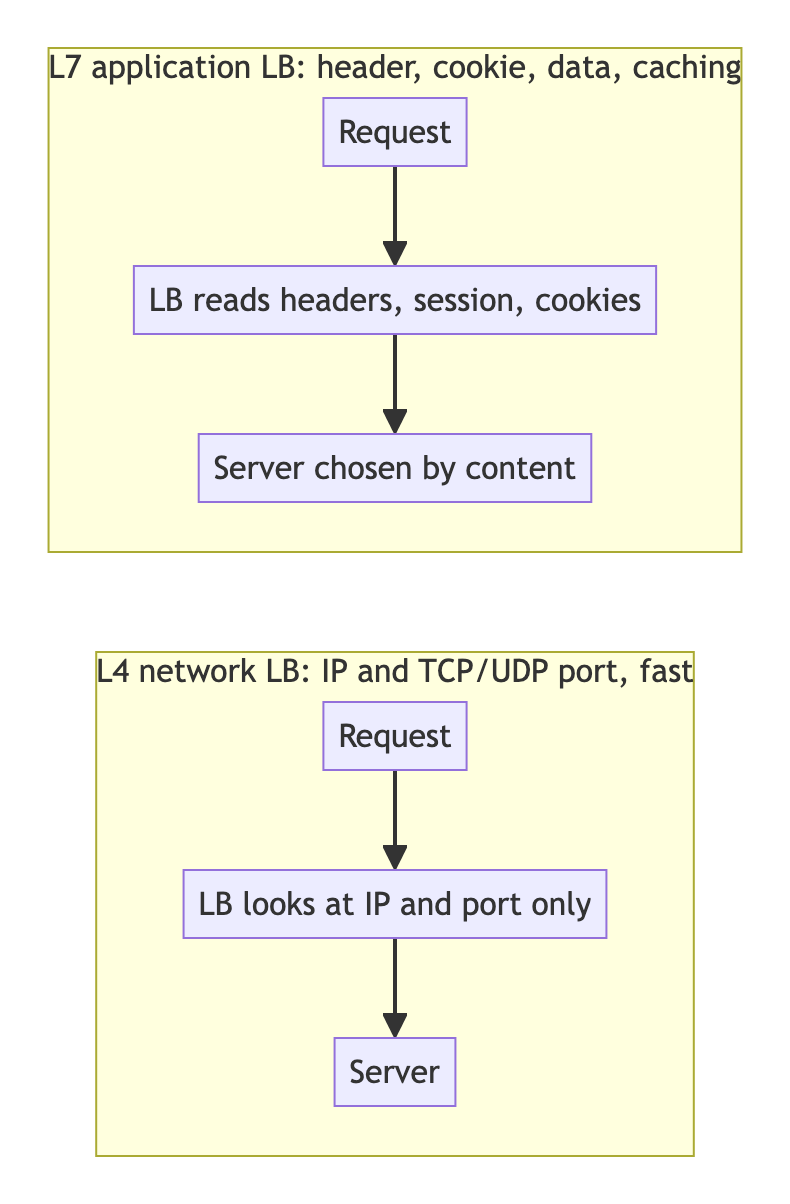 L7 application LB: header, cookie, data, caching
Request
LB reads headers, session, cookies
Server chosen by content
L4 network LB: IP and TCP/UDP port, fast
Request
LB looks at IP and port only
Server